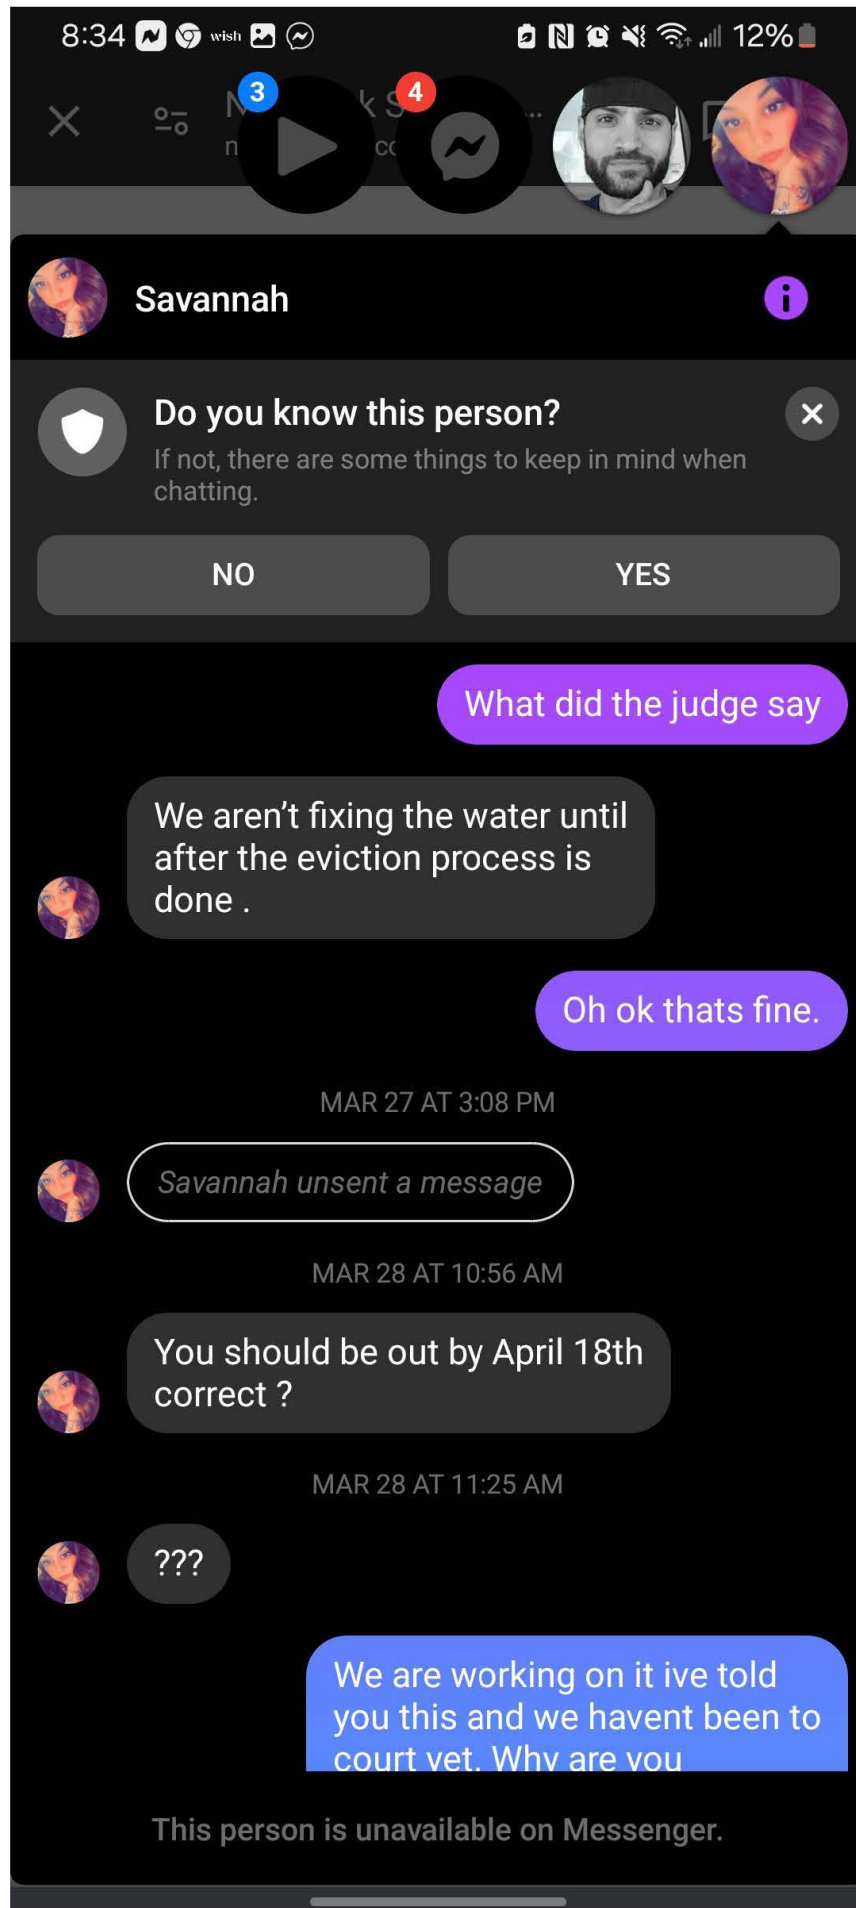 8:34 wish 12%
3 4
Savannah
Do you know this person?
If not, there are some things to keep in mind when
chatting.
NO YES
What did the judge say
We aren’t fixing the water until
after the eviction process is
done .
Oh ok thats fine.
MAR 27 AT 3:08 PM
Savannah unsent a message
MAR 28 AT 10:56 AM
You should be out by April 18th
correct ?
MAR 28 AT 11:25 AM
???
We are working on it ive told
you this and we havent been to
court yet. Why are you
This person is unavailable on Messenger.